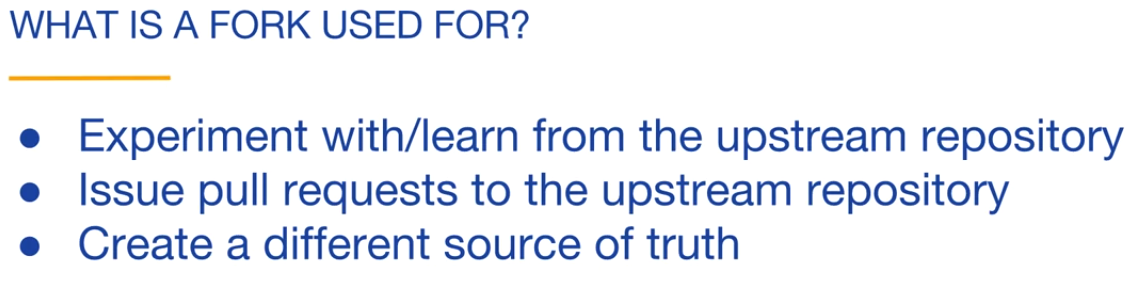 WHAT IS A FORK USED FOR?
● Experiment with/learn from the upstream repository
● Issue pull requests to the upstream repository
● Create a different source of truth